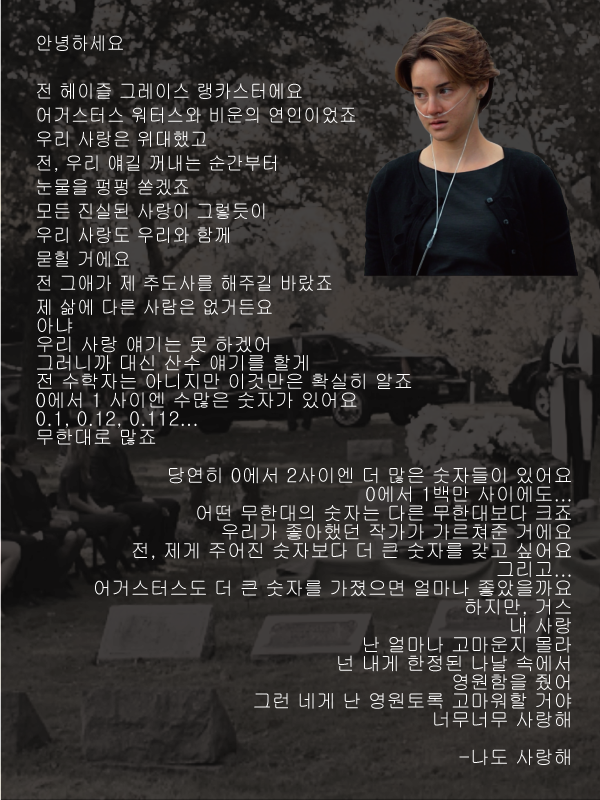 안녕하세요
전 헤이즐 그레이스 랭카스터에요
어거스터스 워터스와 비운의 연인이었죠
우리 사랑은 위대했고
전, 우리 얘길 꺼내는 순간부터
눈물을 펑펑 쏟겠죠
모든 진실된 사랑이 그렇듯이
우리 사랑도 우리와 함께
묻힐 거에요
전 그애가 제 추도사를 해주길 바랐죠
제 삶에 다른 사람은 없거든요
아냐
우리 사랑 얘기는 못 하겠어
그러니까 대신 산수 얘기를 할게
전 수학자는 아니지만 이것만은 확실히 알죠
0에서 1 사이엔 수많은 숫자가 있어요
0.1, 0.12, 0.112...
무한대로 많죠
당연히 0에서 2사이엔 더 많은 숫자들이 있어요
0에서 1백만 사이에도...
어떤 무한대의 숫자는 다른 무한대보다 크죠
우리가 좋아했던 작가가 가르쳐준 거에요
전, 제게 주어진 숫자보다 더 큰 숫자를 갖고 싶어요
그리고...
어거스터스도 더 큰 숫자를 가졌으면 얼마나 좋았을까요
하지만, 거스
내 사랑
난 얼마나 고마운지 몰라
넌 내게 한정된 나날 속에서
영원함을 줬어
그런 네게 난 영원토록 고마워할 거야
너무너무 사랑해
-나도 사랑해